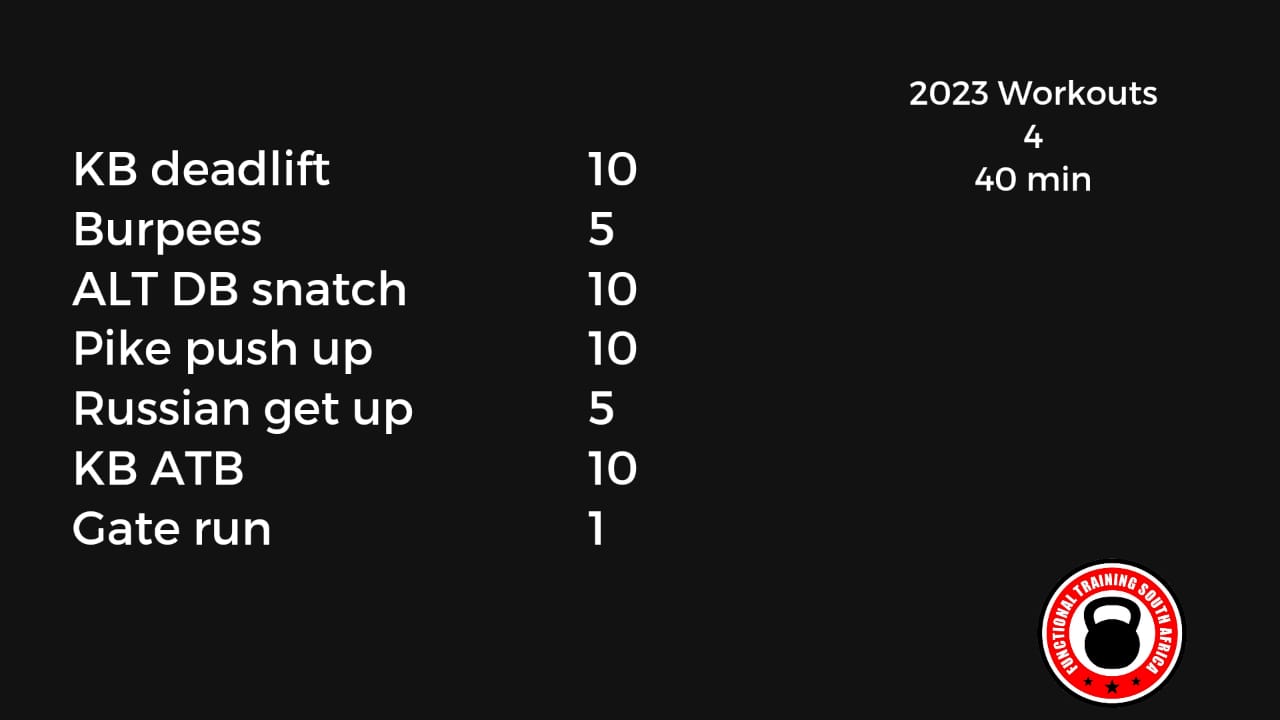 2023 Workouts
4
40 min
KB deadlift 10
Burpees 5
ALT DB snatch 10
Pike push up 10
Russian get up 5
KB ATB 10
Gate run 1
FUNCTIONAL TRAINING SOUTH AFRICA